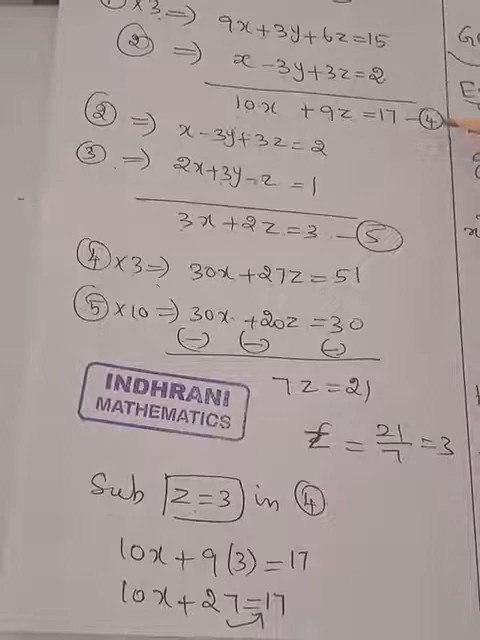 ① ×3 ⇒ 9x+3y+6z=15
② ⇒ x-3y+3z=2
10x +9z=17-④
② ⇒ x-3y+3z=2
③ ⇒ 2x+3y-z=1
3x+2z=3-⑤
④×3⇒ 30x+27z=51
⑤×10⇒ 30x+20z=30
(-) (-) (-)
7z=21
z = 21/7 = 3
INDHRANI
MATHEMATICS
Sub z=3 in ④
10x+9(3)=17
10x+27=17